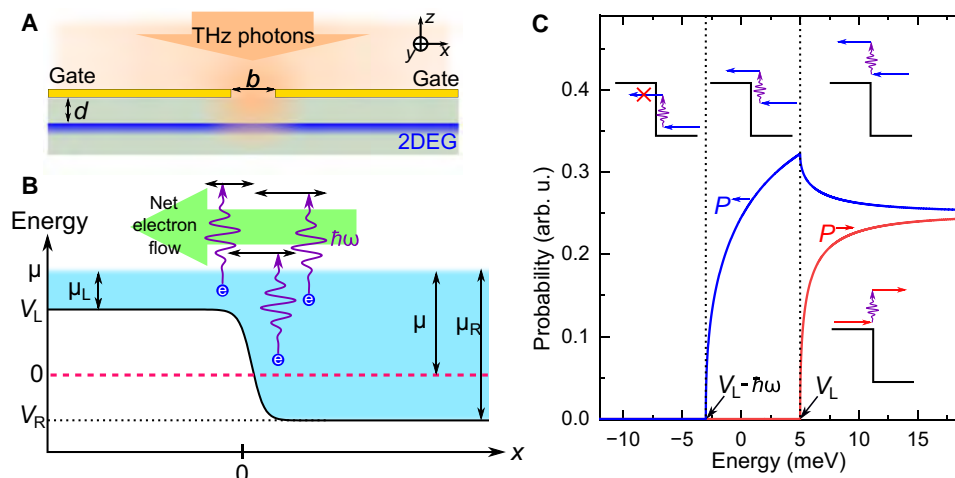 A
THz photons
z
y
x
Gate
b
Gate
d
2DEG
B
Energy
Net
electron
flow
ħω
μ
μL
VL
μ
μR
0
VR
x
0
C
Probability (arb. u.)
0.4
0.3
0.2
0.1
0.0
P←
P→
VL-ħω
VL
-10 -5 0 5 10 15
Energy (meV)
e
e
e